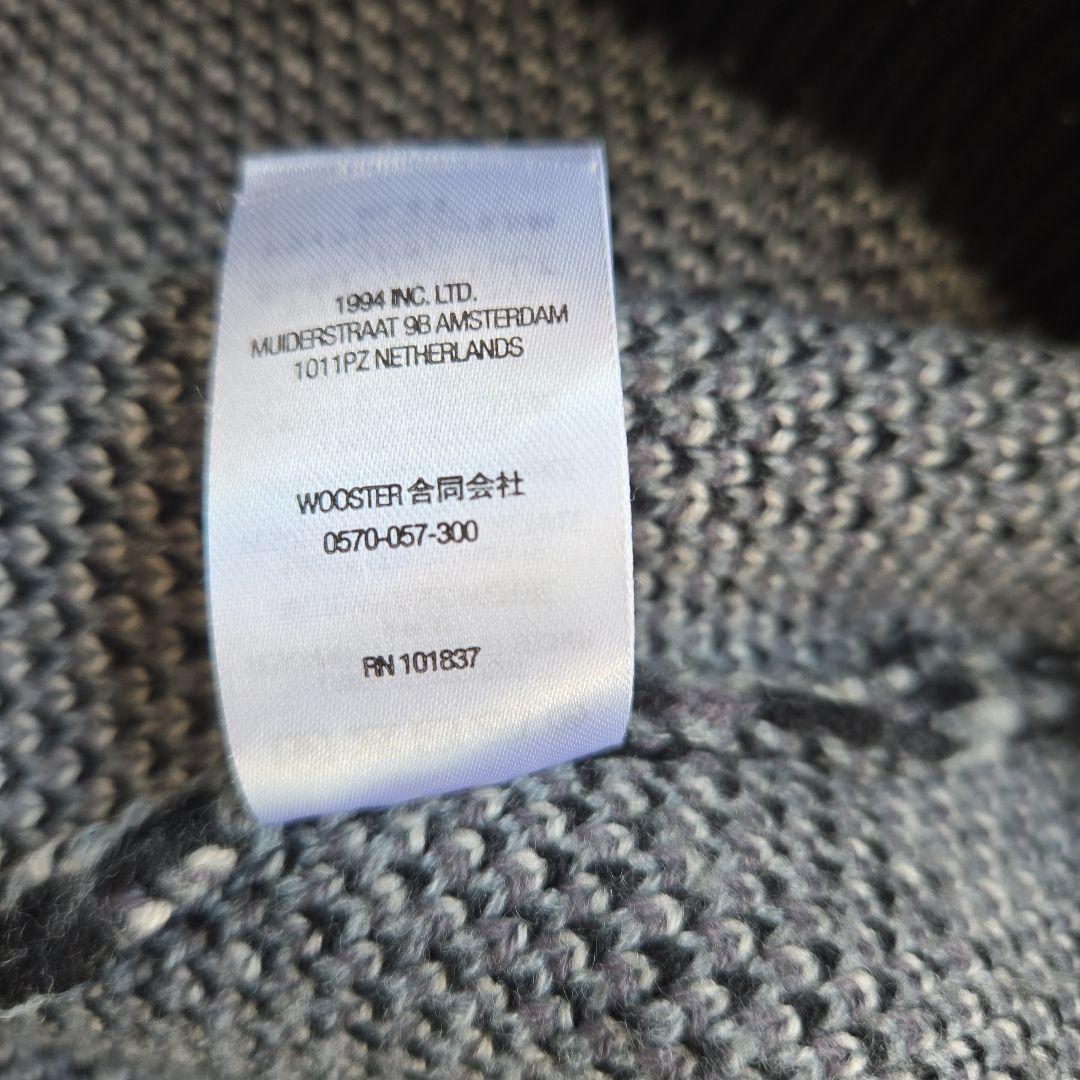 1994 INC. LTD.
MUIDERSTRAAT 9B AMSTERDAM
1011PZ NETHERLANDS
WOOSTER 合同会社
0570-057-300
RN 101837